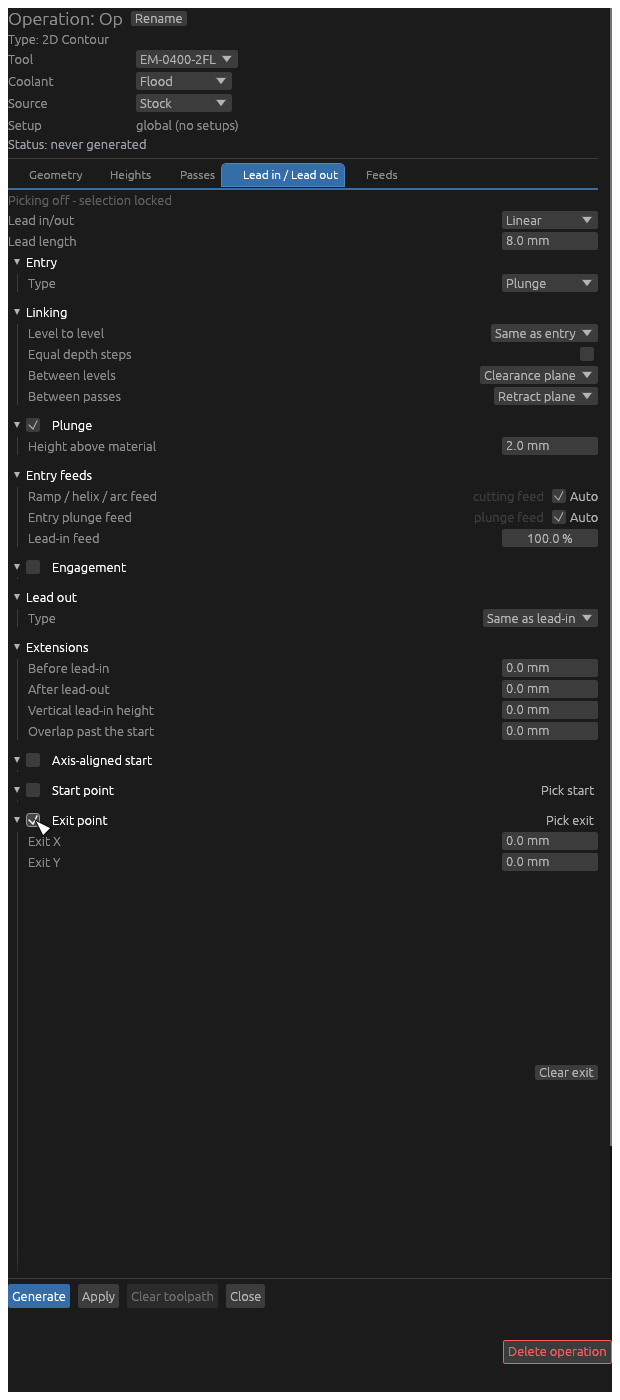 Operation: Op Rename
Type: 2D Contour
Tool EM-0400-2FL
Coolant Flood
Source Stock
Setup global (no setups)
Status: never generated
Geometry Heights Passes Lead in / Lead out Feeds
Picking off - selection locked
Lead in/out Linear
Lead length 8.0 mm
Entry
Type Plunge
Linking
Level to level Same as entry
Equal depth steps
Between levels Clearance plane
Between passes Retract plane
Plunge
Height above material 2.0 mm
Entry feeds
Ramp / helix / arc feed cutting feed Auto
Entry plunge feed plunge feed Auto
Lead-in feed 100.0 %
Engagement
Lead out
Type Same as lead-in
Extensions
Before lead-in 0.0 mm
After lead-out 0.0 mm
Vertical lead-in height 0.0 mm
Overlap past the start 0.0 mm
Axis-aligned start
Start point Pick start
Exit point Pick exit
Exit X 0.0 mm
Exit Y 0.0 mm
Clear exit
Generate Apply Clear toolpath Close
Delete operation